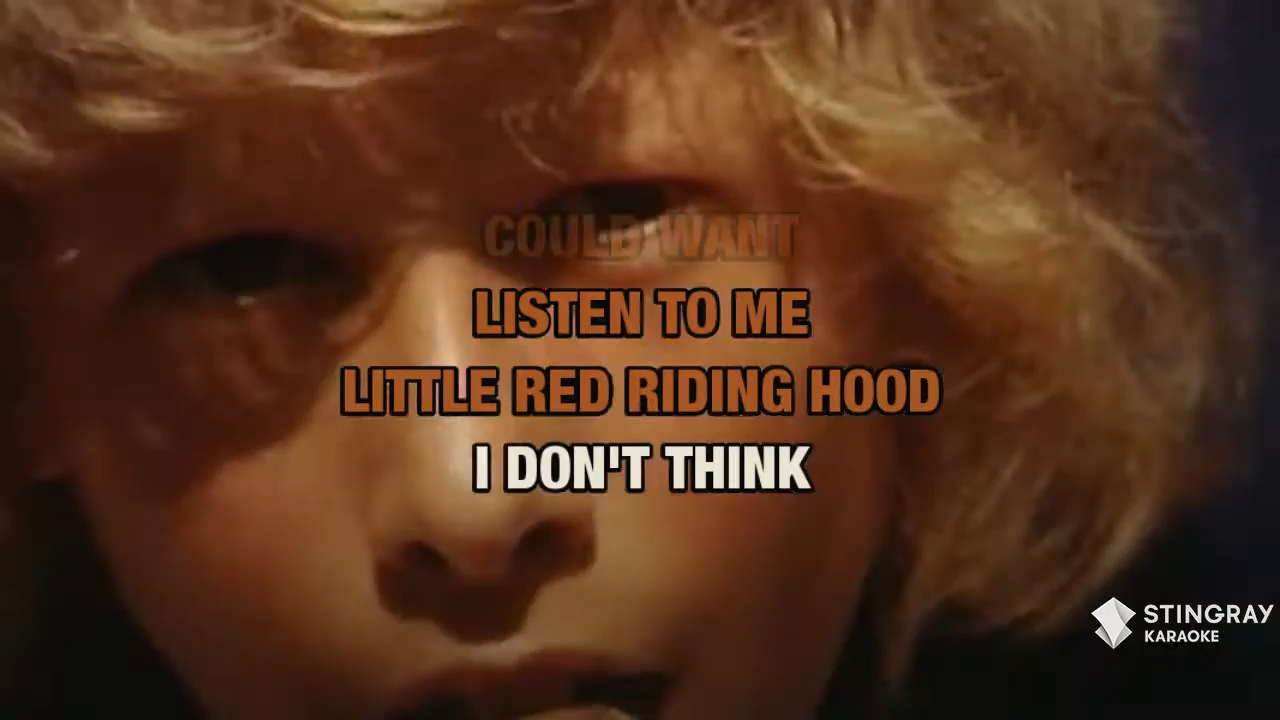 COULD WANT
LISTEN TO ME
LITTLE RED RIDING HOOD
I DON'T THINK
STINGRAY
KARAOKE